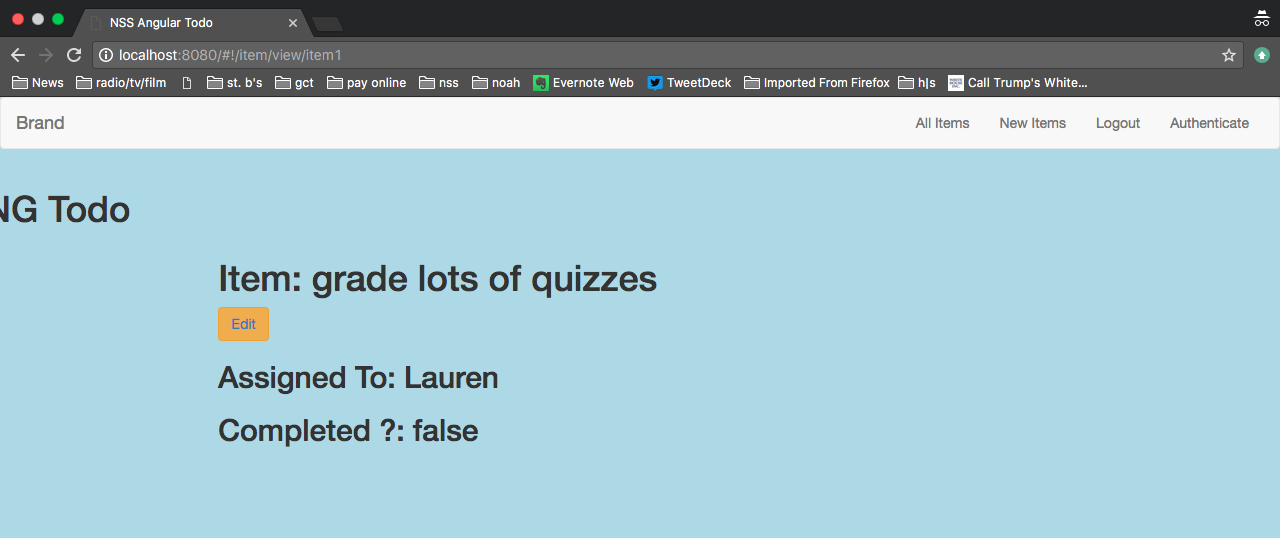 NSS Angular Todo
localhost:8080/#!/item/view/item1
News radio/tv/film st. b's gct pay online nss noah Evernote Web TweetDeck Imported From Firefox h|s Call Trump's White...
Brand All Items New Items Logout Authenticate
NG Todo
Item: grade lots of quizzes
Edit
Assigned To: Lauren
Completed ?: false